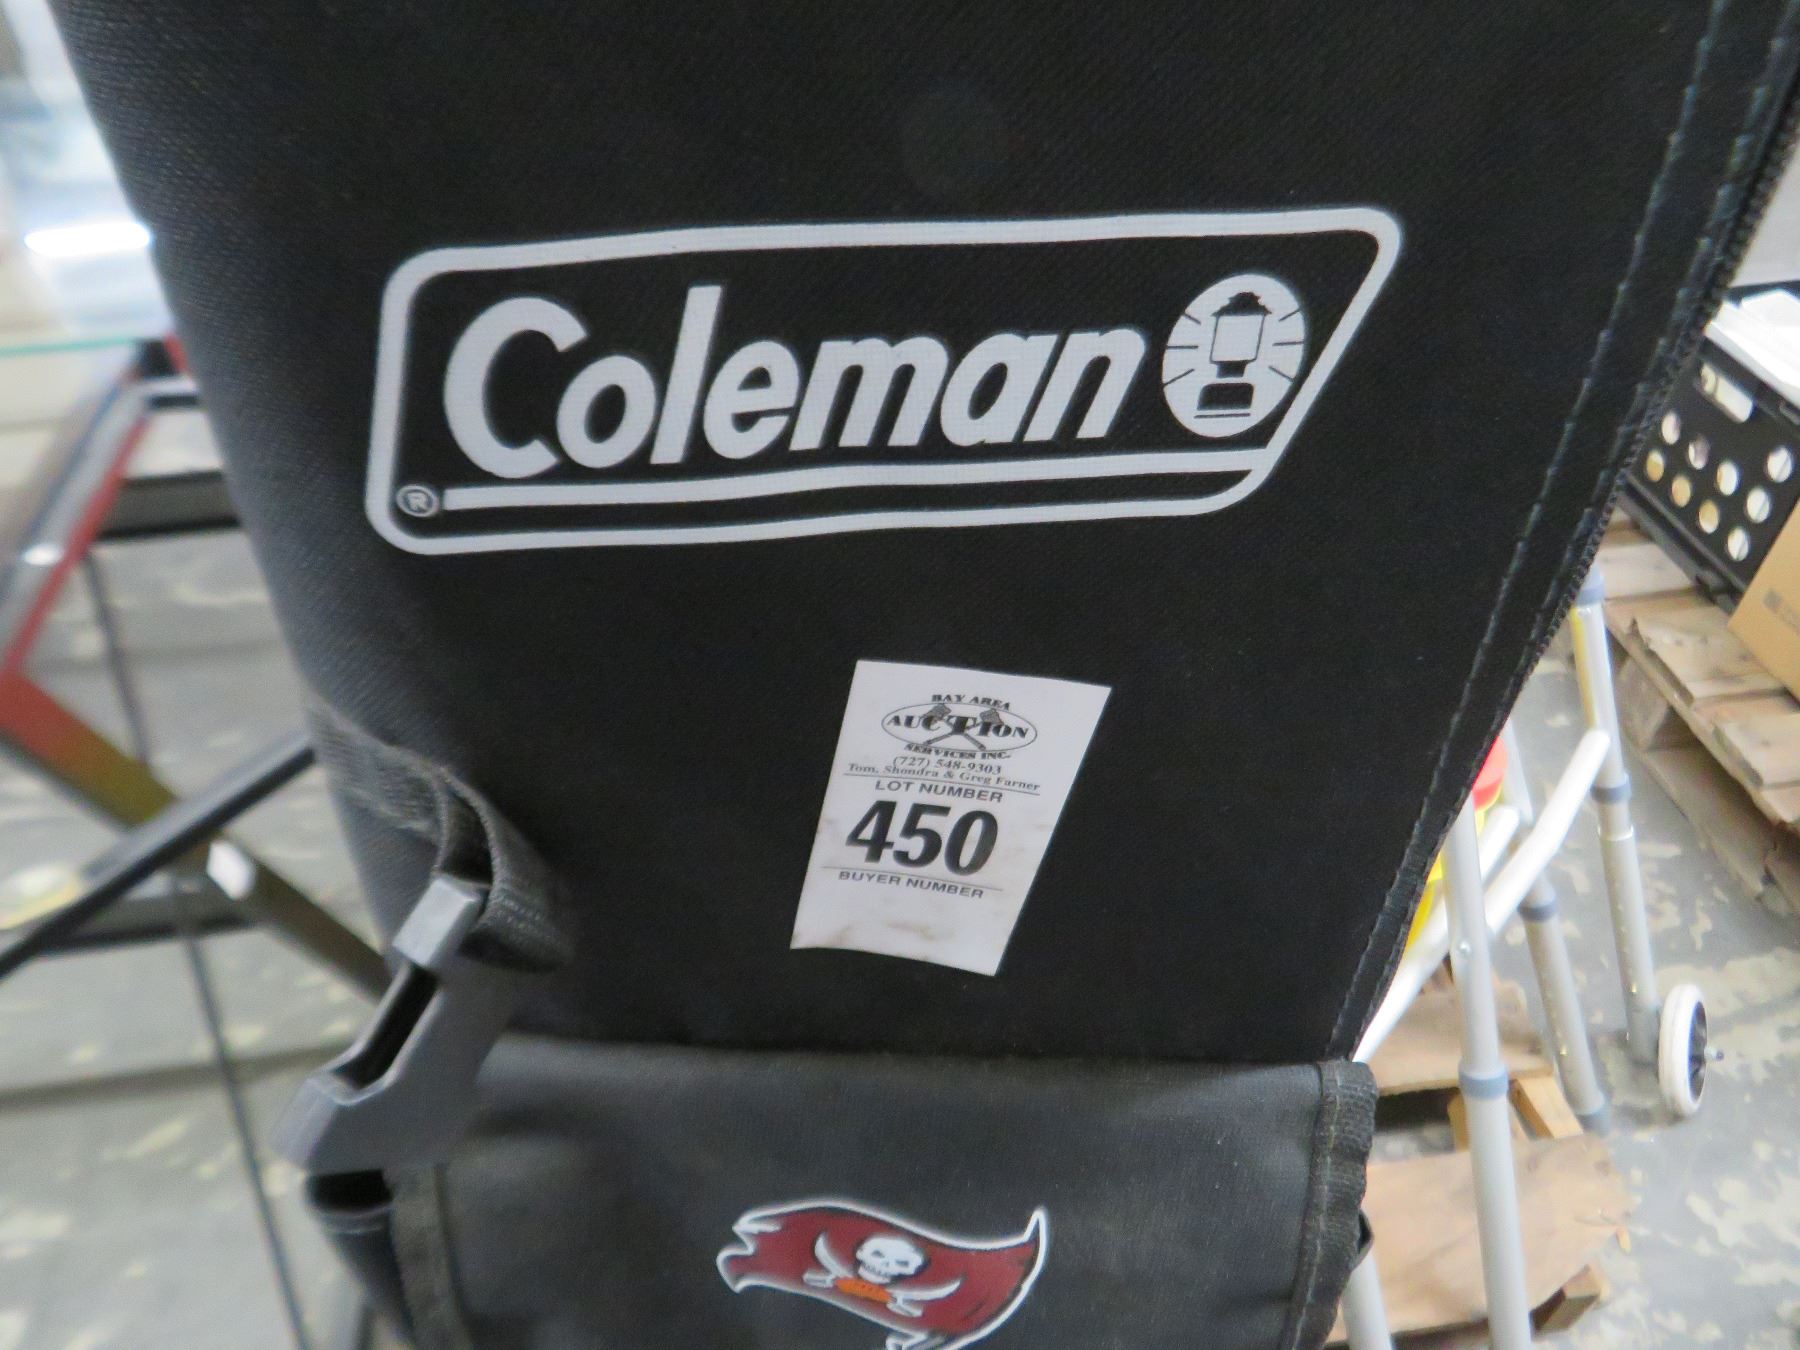 Coleman
®
BAY AREA
AUCTION
SERVICES INC.
(727) 548-9303
Tom, Shondra & Greg Farner
LOT NUMBER
450
BUYER NUMBER